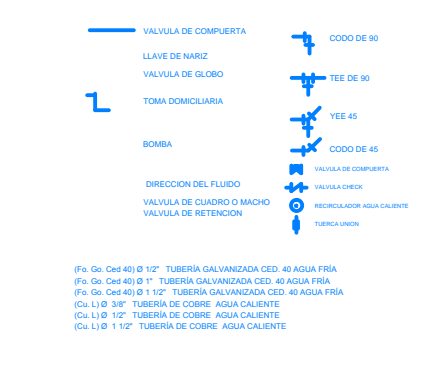 VALVULA DE COMPUERTA
LLAVE DE NARIZ
VALVULA DE GLOBO
TOMA DOMICILIARIA
BOMBA
DIRECCION DEL FLUIDO
VALVULA DE CUADRO O MACHO
VALVULA DE RETENCION
CODO DE 90
TEE DE 90
YEE 45
CODO DE 45
VALVULA DE COMPUERTA
VALVULA CHECK
RECIRCULADOR AGUA CALIENTE
TUERCA UNION
(Fo. Go. Ced 40) Ø 1/2" TUBERÍA GALVANIZADA CED. 40 AGUA FRÍA
(Fo. Go. Ced 40) Ø 1" TUBERÍA GALVANIZADA CED. 40 AGUA FRÍA
(Fo. Go. Ced 40) Ø 1 1/2" TUBERÍA GALVANIZADA CED. 40 AGUA FRÍA
(Cu. L) Ø 3/8" TUBERÍA DE COBRE AGUA CALIENTE
(Cu. L) Ø 1/2" TUBERÍA DE COBRE AGUA CALIENTE
(Cu. L) Ø 1 1/2" TUBERÍA DE COBRE AGUA CALIENTE